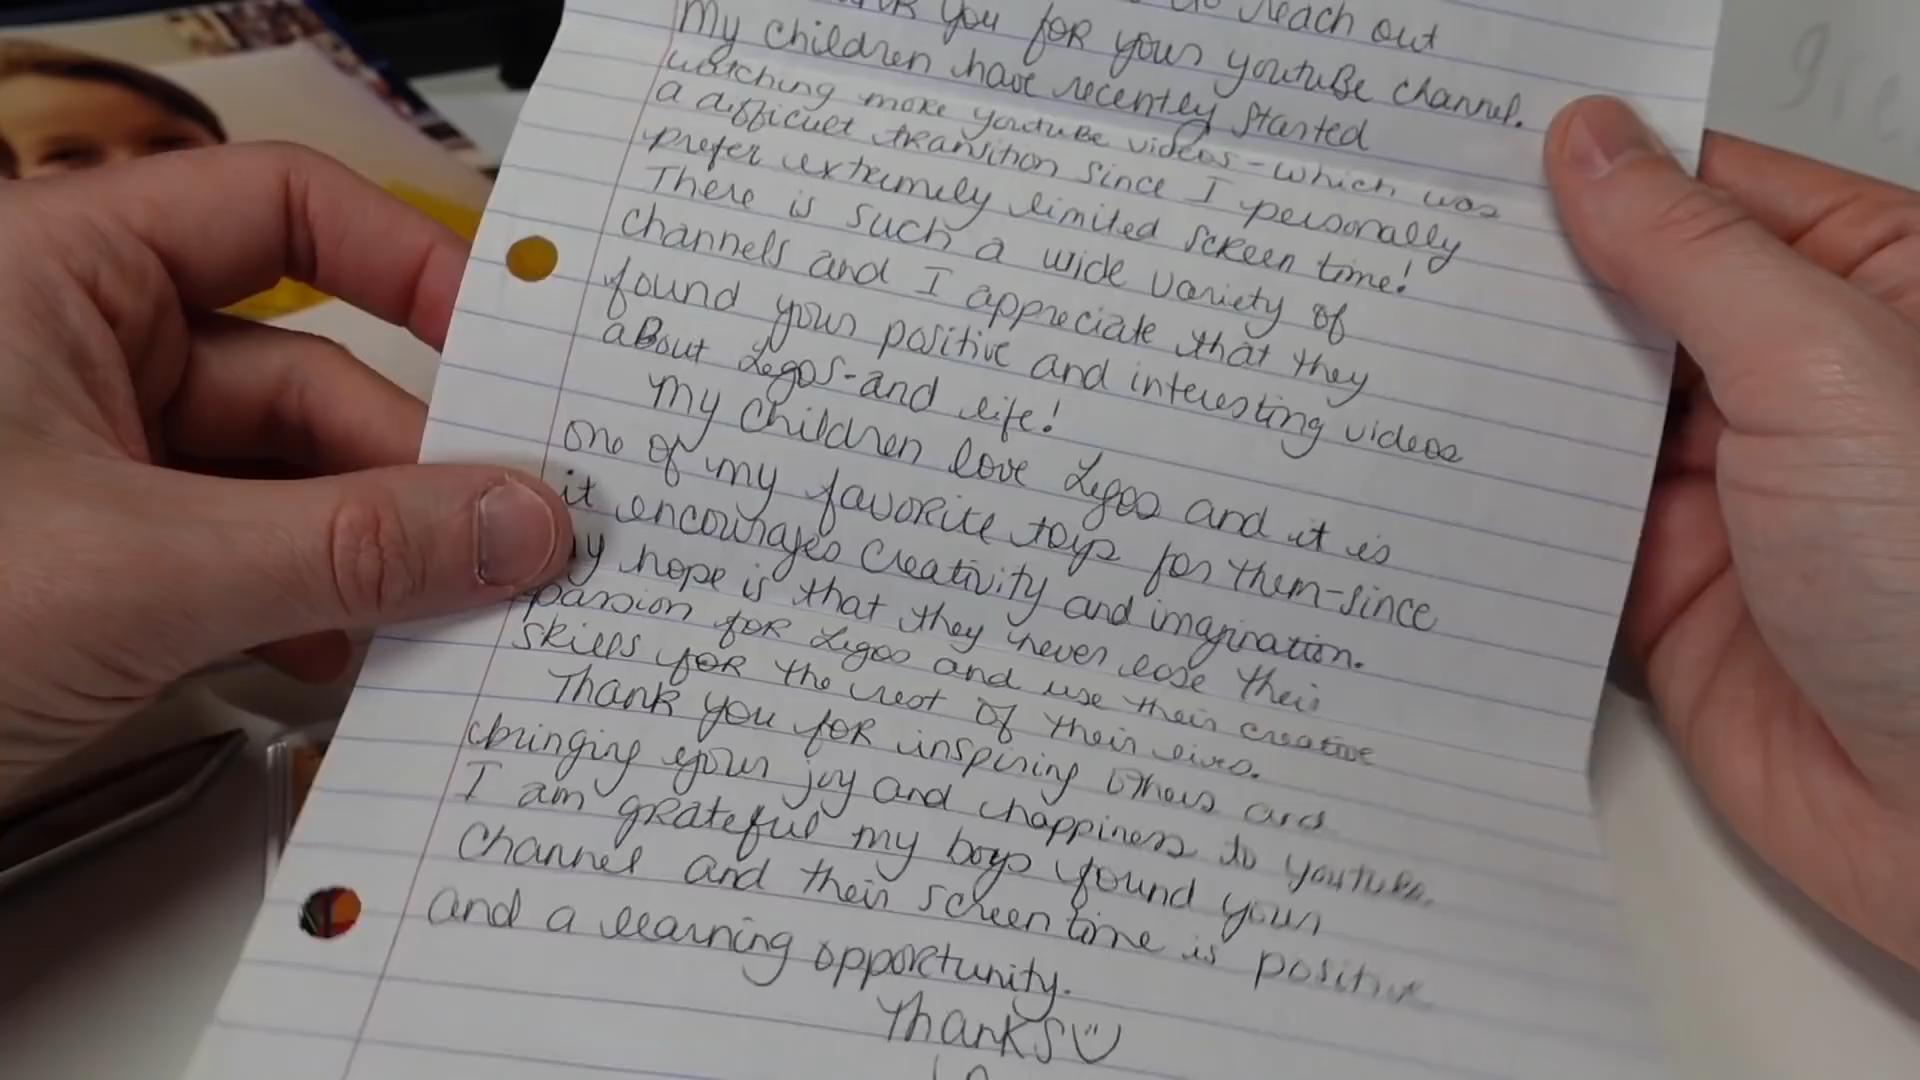 to reach out
you for your youtube channel.
My children have recently started
watching more youtube videos - which was
a difficult transition since I personally
prefer extremely limited screen time!
There is such a wide variety of
channels and I appreciate that they
found your positive and interesting videos
about Legos - and life!
My children love Legos and it is
one of my favorite toys for them - since
it encourages creativity and imagination.
hope is that they never lose their
passion for Legos and use their creative
skills for the rest of their lives.
Thank you for inspiring others and
bringing your joy and happiness to youtube.
I am grateful my boys found your
channel and their screen time is positive
and a learning opportunity.
Thanks